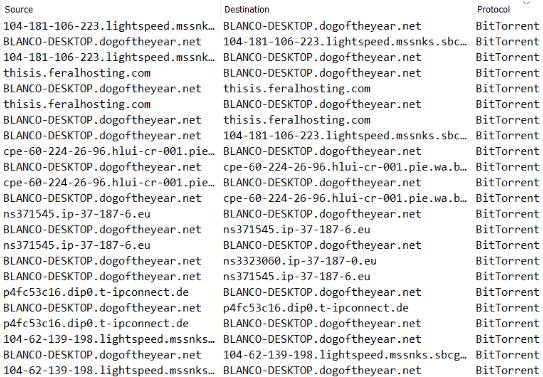 Source Destination Protocol
104-181-106-223.lightspeed.mssnk… BLANCO-DESKTOP.dogoftheyear.net BitTorrent
BLANCO-DESKTOP.dogoftheyear.net 104-181-106-223.lightspeed.mssnks.sbc… BitTorrent
104-181-106-223.lightspeed.mssnk… BLANCO-DESKTOP.dogoftheyear.net BitTorrent
thisis.feralhosting.com BLANCO-DESKTOP.dogoftheyear.net BitTorrent
BLANCO-DESKTOP.dogoftheyear.net thisis.feralhosting.com BitTorrent
thisis.feralhosting.com BLANCO-DESKTOP.dogoftheyear.net BitTorrent
BLANCO-DESKTOP.dogoftheyear.net thisis.feralhosting.com BitTorrent
BLANCO-DESKTOP.dogoftheyear.net 104-181-106-223.lightspeed.mssnks.sbc… BitTorrent
cpe-60-224-26-96.hlui-cr-001.pie… BLANCO-DESKTOP.dogoftheyear.net BitTorrent
BLANCO-DESKTOP.dogoftheyear.net cpe-60-224-26-96.hlui-cr-001.pie.wa.b… BitTorrent
cpe-60-224-26-96.hlui-cr-001.pie… BLANCO-DESKTOP.dogoftheyear.net BitTorrent
BLANCO-DESKTOP.dogoftheyear.net cpe-60-224-26-96.hlui-cr-001.pie.wa.b… BitTorrent
ns371545.ip-37-187-6.eu BLANCO-DESKTOP.dogoftheyear.net BitTorrent
BLANCO-DESKTOP.dogoftheyear.net ns371545.ip-37-187-6.eu BitTorrent
ns371545.ip-37-187-6.eu BLANCO-DESKTOP.dogoftheyear.net BitTorrent
BLANCO-DESKTOP.dogoftheyear.net ns3323060.ip-37-187-0.eu BitTorrent
BLANCO-DESKTOP.dogoftheyear.net ns371545.ip-37-187-6.eu BitTorrent
p4fc53c16.dip0.t-ipconnect.de BLANCO-DESKTOP.dogoftheyear.net BitTorrent
BLANCO-DESKTOP.dogoftheyear.net p4fc53c16.dip0.t-ipconnect.de BitTorrent
p4fc53c16.dip0.t-ipconnect.de BLANCO-DESKTOP.dogoftheyear.net BitTorrent
104-62-139-198.lightspeed.mssnks… BLANCO-DESKTOP.dogoftheyear.net BitTorrent
BLANCO-DESKTOP.dogoftheyear.net 104-62-139-198.lightspeed.mssnks.sbcg… BitTorrent
104-62-139-198.lightspeed.mssnks… BLANCO-DESKTOP.dogoftheyear.net BitTorrent